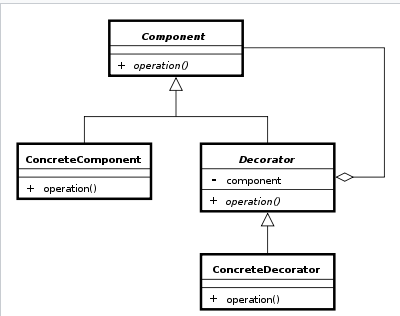 Component
+ operation()
ConcreteComponent
+ operation()
Decorator
- component
+ operation()
ConcreteDecorator
+ operation()